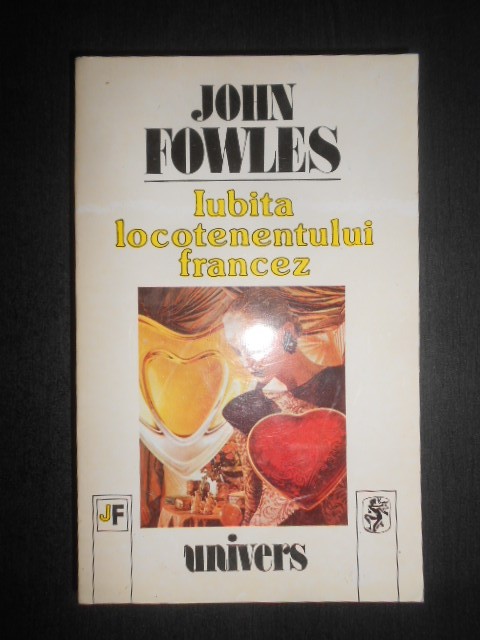 JOHN
FOWLES
Iubita
locotenentului
francez
JF
univers